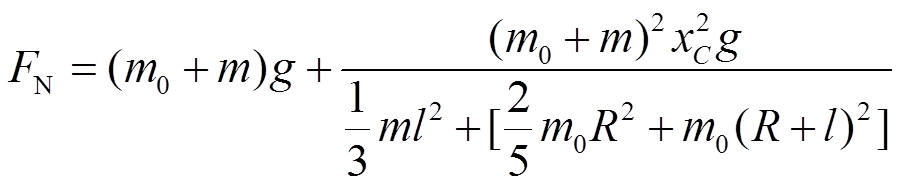 F_N = (m_0 + m)g + \frac{(m_0 + m)^2 x_C^2 g}{\frac{1}{3} ml^2 + [\frac{2}{5} m_0 R^2 + m_0 (R + l)^2]}